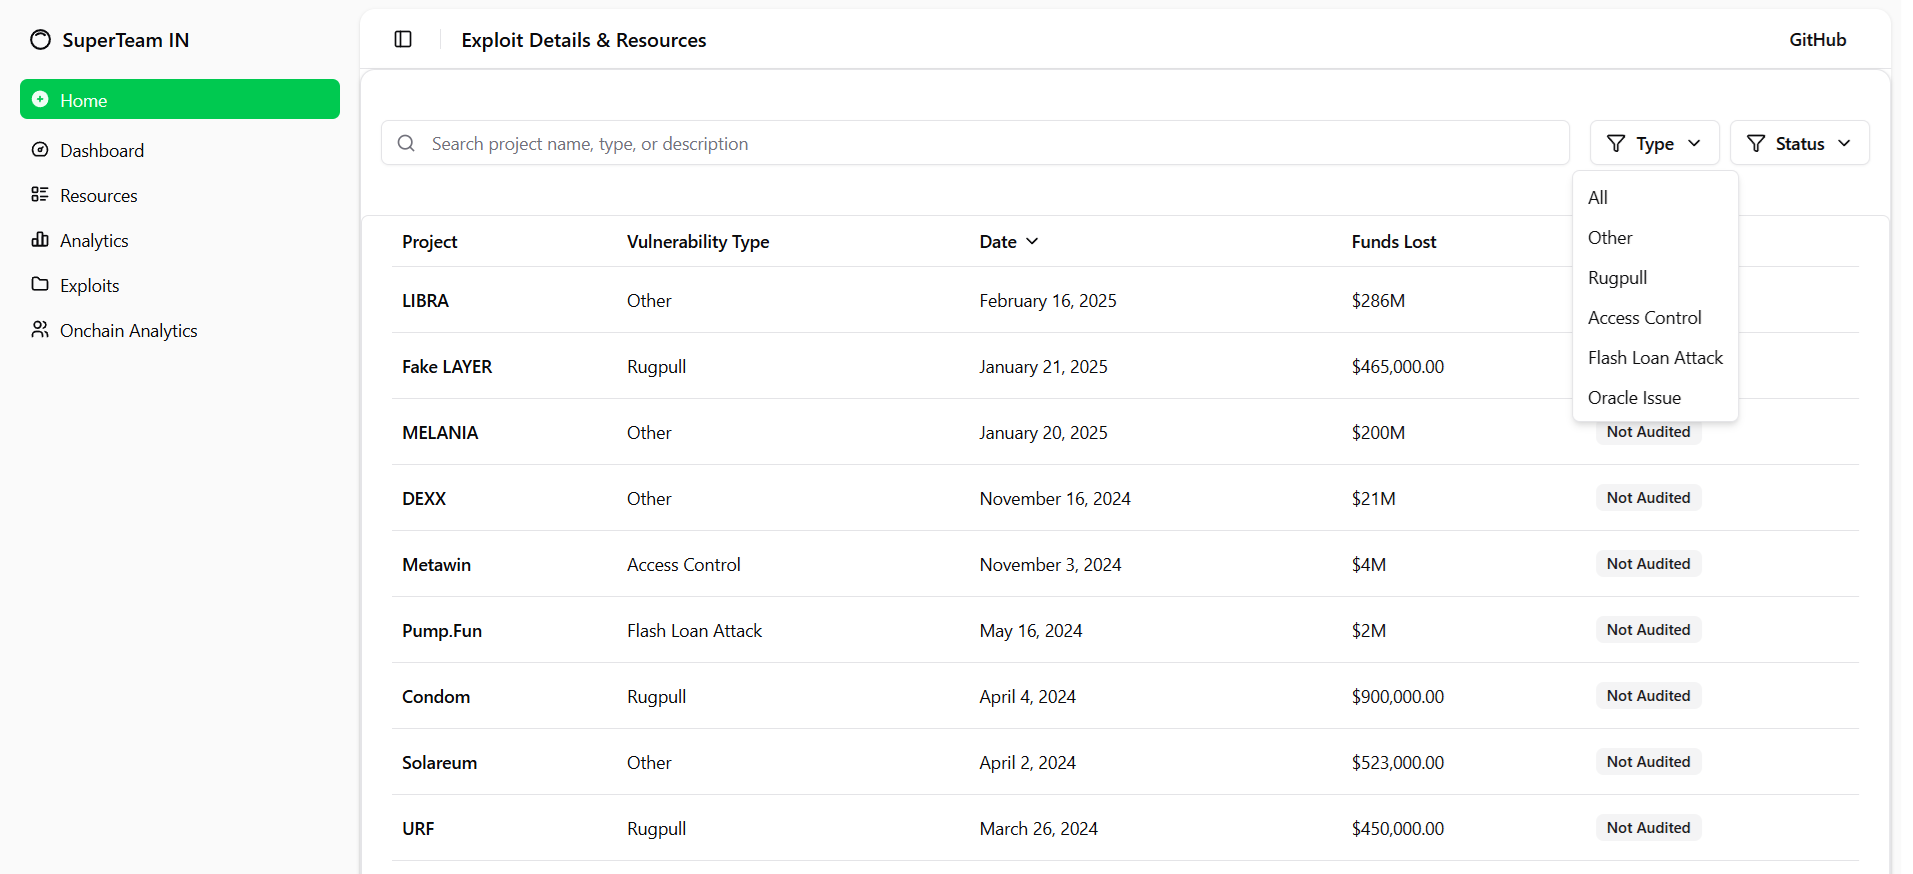 SuperTeam IN
Home
Dashboard
Resources
Analytics
Exploits
Onchain Analytics
Exploit Details & Resources
GitHub
Search project name, type, or description
Type
Status
All
Other
Rugpull
Access Control
Flash Loan Attack
Oracle Issue
Project Vulnerability Type Date Funds Lost
LIBRA Other February 16, 2025 $286M
Fake LAYER Rugpull January 21, 2025 $465,000.00
MELANIA Other January 20, 2025 $200M Not Audited
DEXX Other November 16, 2024 $21M Not Audited
Metawin Access Control November 3, 2024 $4M Not Audited
Pump.Fun Flash Loan Attack May 16, 2024 $2M Not Audited
Condom Rugpull April 4, 2024 $900,000.00 Not Audited
Solareum Other April 2, 2024 $523,000.00 Not Audited
URF Rugpull March 26, 2024 $450,000.00 Not Audited